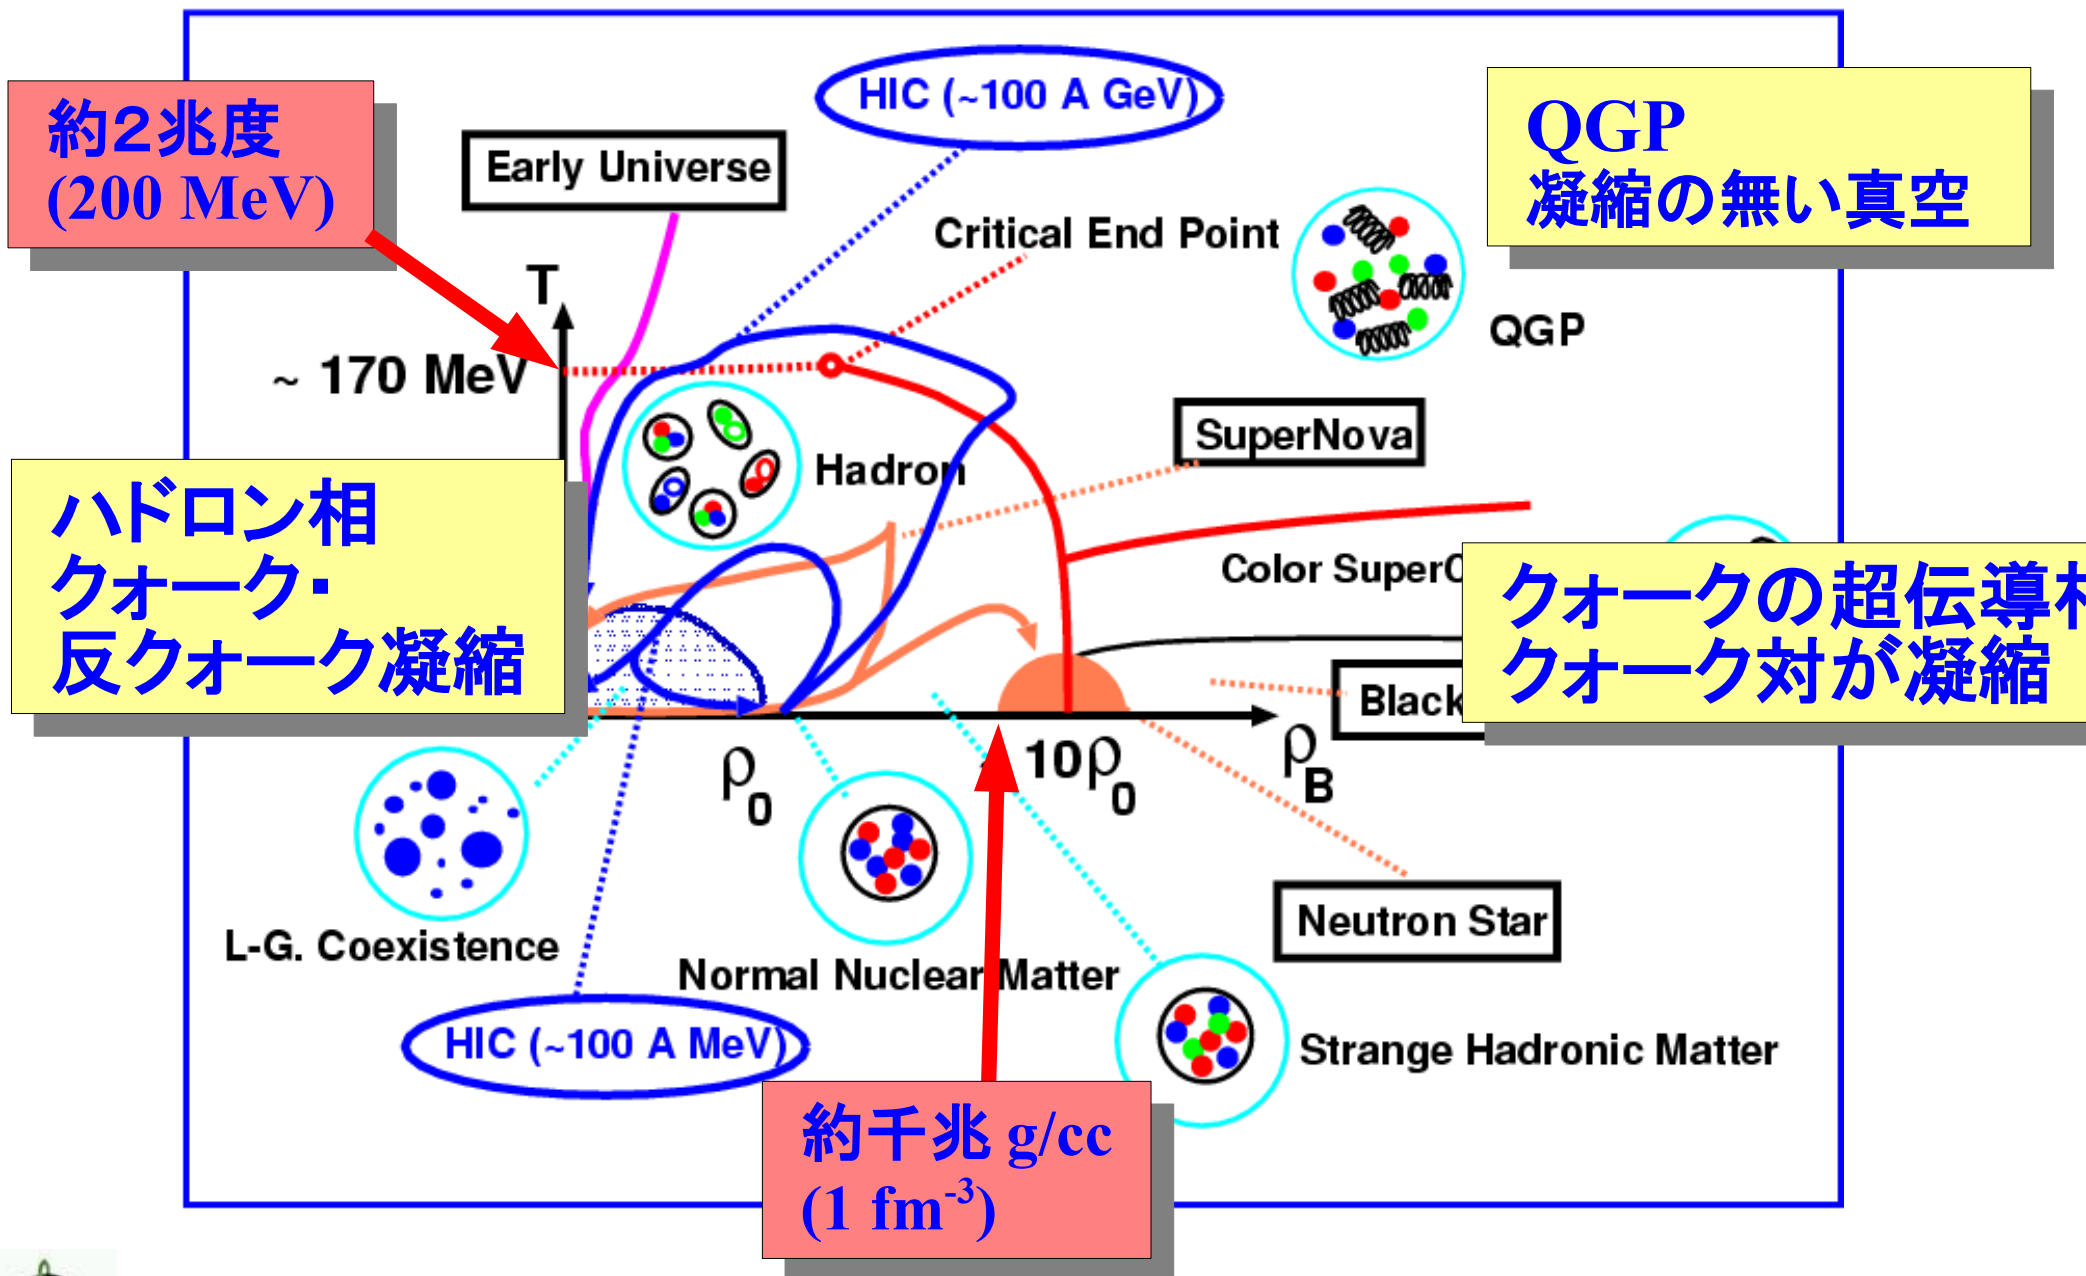 約２兆度
(200 MeV)
HIC (~100 A GeV)
QGP
凝縮の無い真空
Early Universe
Critical End Point
T
QGP
~ 170 MeV
SuperNova
Hadron
ハドロン相
クォーク・
反クォーク凝縮
Color Super
クォークの超伝導
クォーク対が凝縮
Black
ρ0
10ρ0
ρB
Neutron Star
L-G. Coexistence
Normal Nuclear Matter
HIC (~100 A MeV)
Strange Hadronic Matter
約千兆 g/cc
(1 fm⁻³)